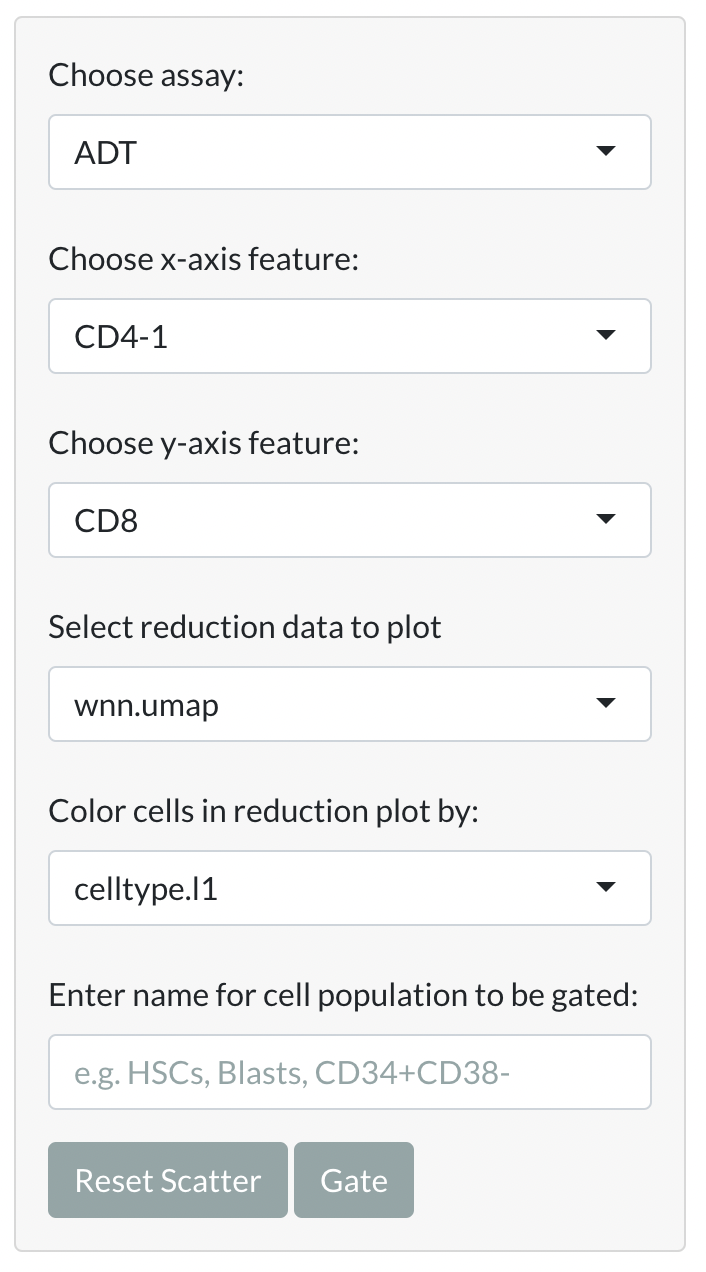 Choose assay:
ADT
Choose x-axis feature:
CD4-1
Choose y-axis feature:
CD8
Select reduction data to plot
wnn.umap
Color cells in reduction plot by:
celltype.l1
Enter name for cell population to be gated:
e.g. HSCs, Blasts, CD34+CD38-
Reset Scatter Gate